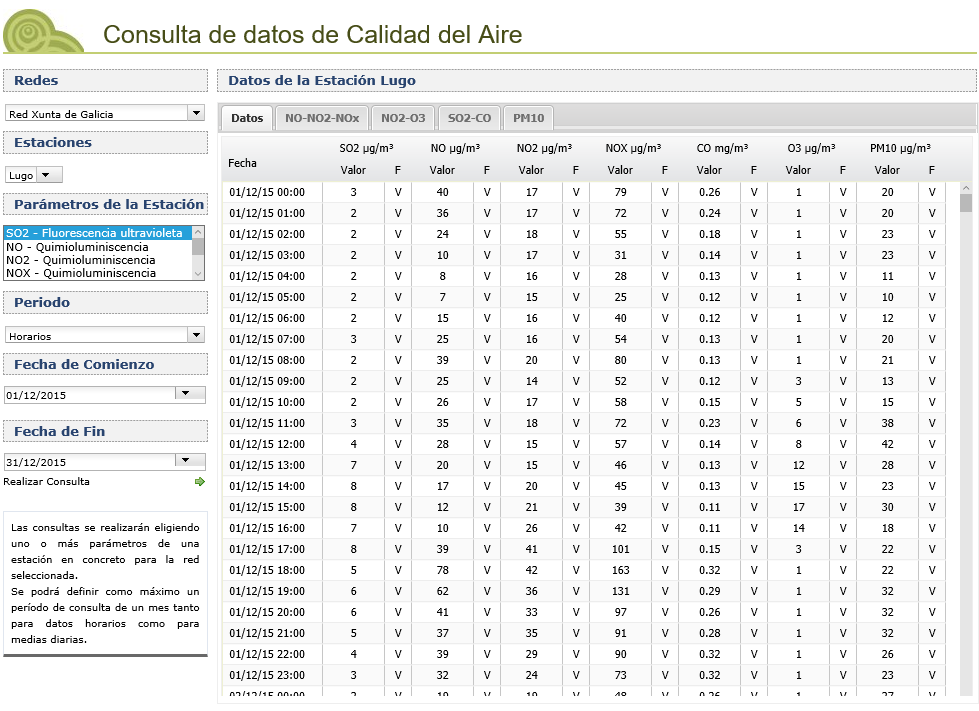 Consulta de datos de Calidad del Aire
Redes
Red Xunta de Galicia
Estaciones
Lugo
Parámetros de la Estación
SO2 - Fluorescencia ultravioleta
NO - Quimioluminiscencia
NO2 - Quimioluminiscencia
NOX - Quimioluminiscencia
Periodo
Horarios
Fecha de Comienzo
01/12/2015
Fecha de Fin
31/12/2015
Realizar Consulta
Las consultas se realizarán eligiendo
uno o más parámetros de una
estación en concreto para la red
seleccionada.
Se podrá definir como máximo un
período de consulta de un mes tanto
para datos horarios como para
medias diarias.
Datos de la Estación Lugo
Datos NO-NO2-NOx NO2-O3 SO2-CO PM10
Fecha SO2 µg/m³ NO µg/m³ NO2 µg/m³ NOX µg/m³ CO mg/m³ O3 µg/m³ PM10 µg/m³
Valor F Valor F Valor F Valor F Valor F Valor F Valor F
01/12/15 00:00 3 V 40 V 17 V 79 V 0.26 V 1 V 20 V
01/12/15 01:00 2 V 36 V 17 V 72 V 0.24 V 1 V 20 V
01/12/15 02:00 2 V 24 V 18 V 55 V 0.18 V 1 V 23 V
01/12/15 03:00 2 V 10 V 17 V 31 V 0.14 V 1 V 23 V
01/12/15 04:00 2 V 8 V 16 V 28 V 0.13 V 1 V 11 V
01/12/15 05:00 2 V 7 V 15 V 25 V 0.12 V 1 V 10 V
01/12/15 06:00 2 V 15 V 16 V 40 V 0.12 V 1 V 12 V
01/12/15 07:00 3 V 25 V 16 V 54 V 0.13 V 1 V 20 V
01/12/15 08:00 2 V 39 V 20 V 80 V 0.13 V 1 V 21 V
01/12/15 09:00 2 V 25 V 14 V 52 V 0.12 V 3 V 13 V
01/12/15 10:00 2 V 26 V 17 V 58 V 0.15 V 5 V 15 V
01/12/15 11:00 3 V 35 V 18 V 72 V 0.23 V 6 V 38 V
01/12/15 12:00 4 V 28 V 15 V 57 V 0.14 V 8 V 42 V
01/12/15 13:00 7 V 20 V 15 V 46 V 0.13 V 12 V 28 V
01/12/15 14:00 8 V 17 V 20 V 45 V 0.13 V 15 V 23 V
01/12/15 15:00 8 V 12 V 21 V 39 V 0.11 V 17 V 30 V
01/12/15 16:00 7 V 10 V 26 V 42 V 0.11 V 14 V 18 V
01/12/15 17:00 8 V 39 V 41 V 101 V 0.15 V 3 V 22 V
01/12/15 18:00 5 V 78 V 42 V 163 V 0.32 V 1 V 22 V
01/12/15 19:00 6 V 62 V 36 V 131 V 0.29 V 1 V 32 V
01/12/15 20:00 6 V 41 V 33 V 97 V 0.26 V 1 V 32 V
01/12/15 21:00 5 V 37 V 35 V 91 V 0.28 V 1 V 32 V
01/12/15 22:00 4 V 39 V 29 V 90 V 0.32 V 1 V 26 V
01/12/15 23:00 3 V 32 V 24 V 73 V 0.32 V 1 V 23 V